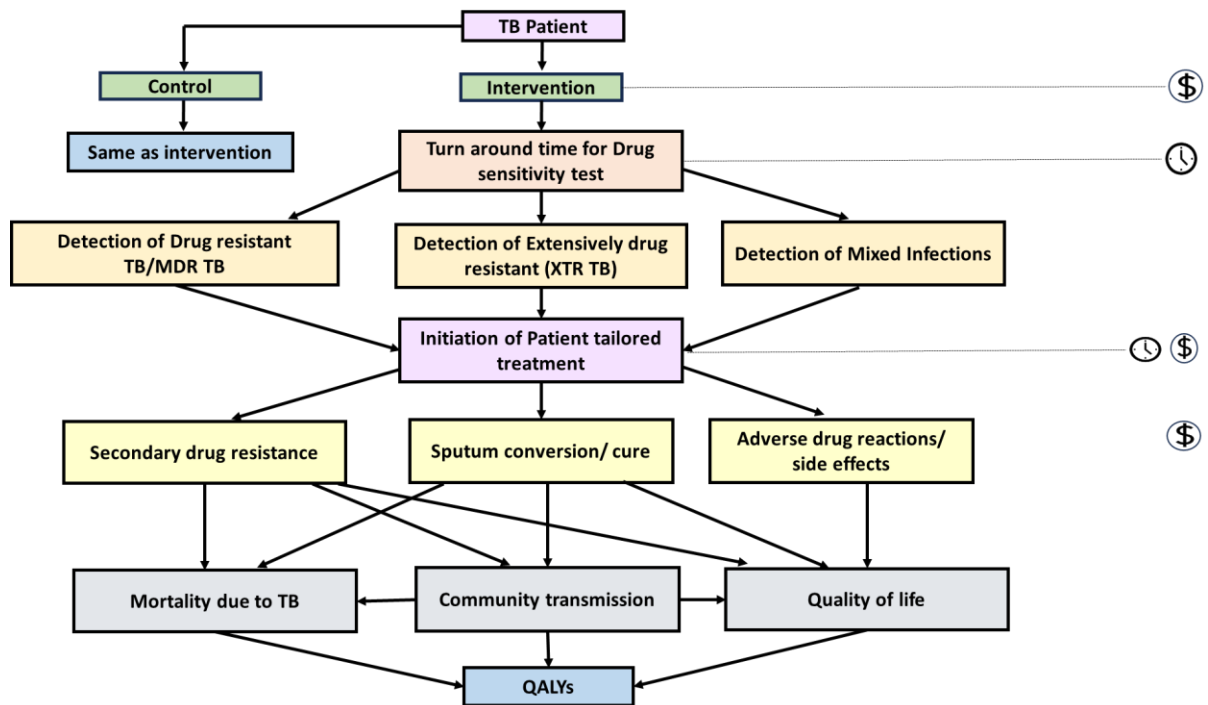 TB Patient
Control
Intervention
$
Same as intervention
Turn around time for Drug
sensitivity test
Detection of Drug resistant
TB/MDR TB
Detection of Extensively drug
resistant (XTR TB)
Detection of Mixed Infections
Initiation of Patient tailored
treatment
$
Secondary drug resistance
Sputum conversion/ cure
Adverse drug reactions/
side effects
$
Mortality due to TB
Community transmission
Quality of life
QALYs